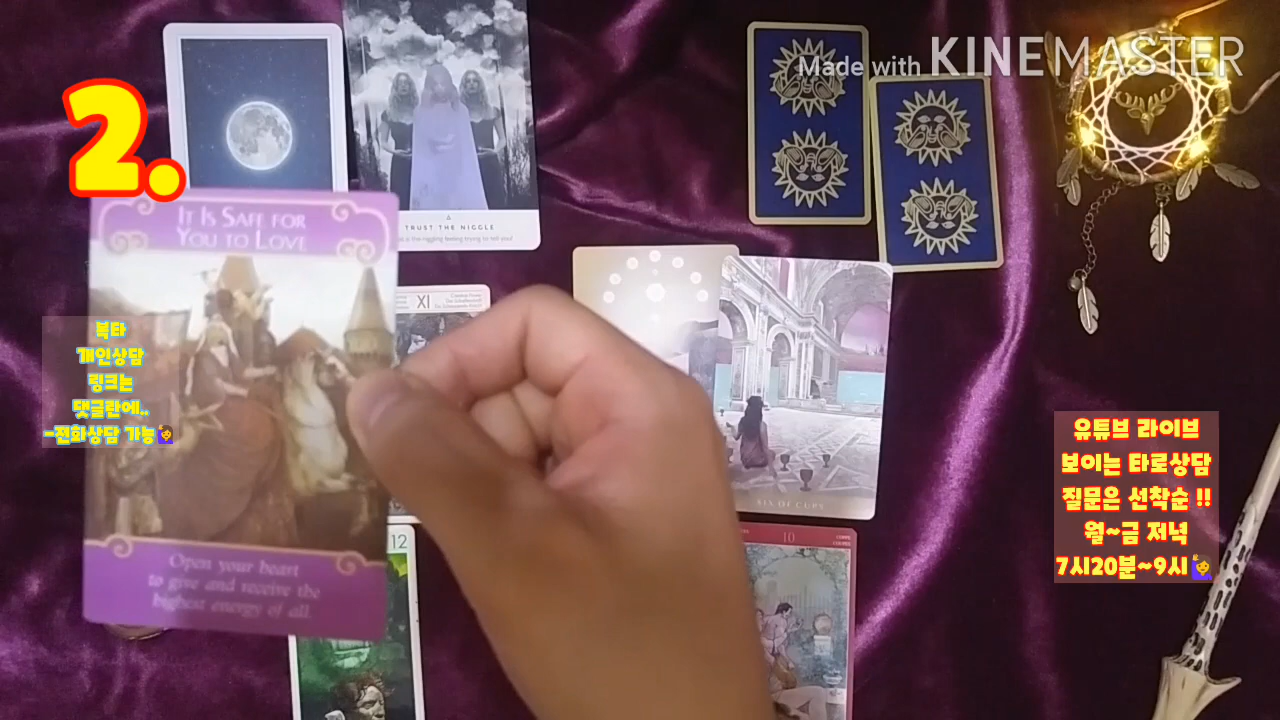 Made with KINEMASTER
2.
IT IS SAFE FOR
YOU TO LOVE
TRUST THE NIGGLE
XI
북타
개인상담
링크는
댓글란에..
-전화상담 가능🙋‍♀️
유튜브 라이브
보이는 타로상담
질문은 선착순 !!
월~금 저녁
7시20분~9시🙋‍♀️
SIX OF CUPS
12
10
Open your heart
to give and receive the
highest energy of all.